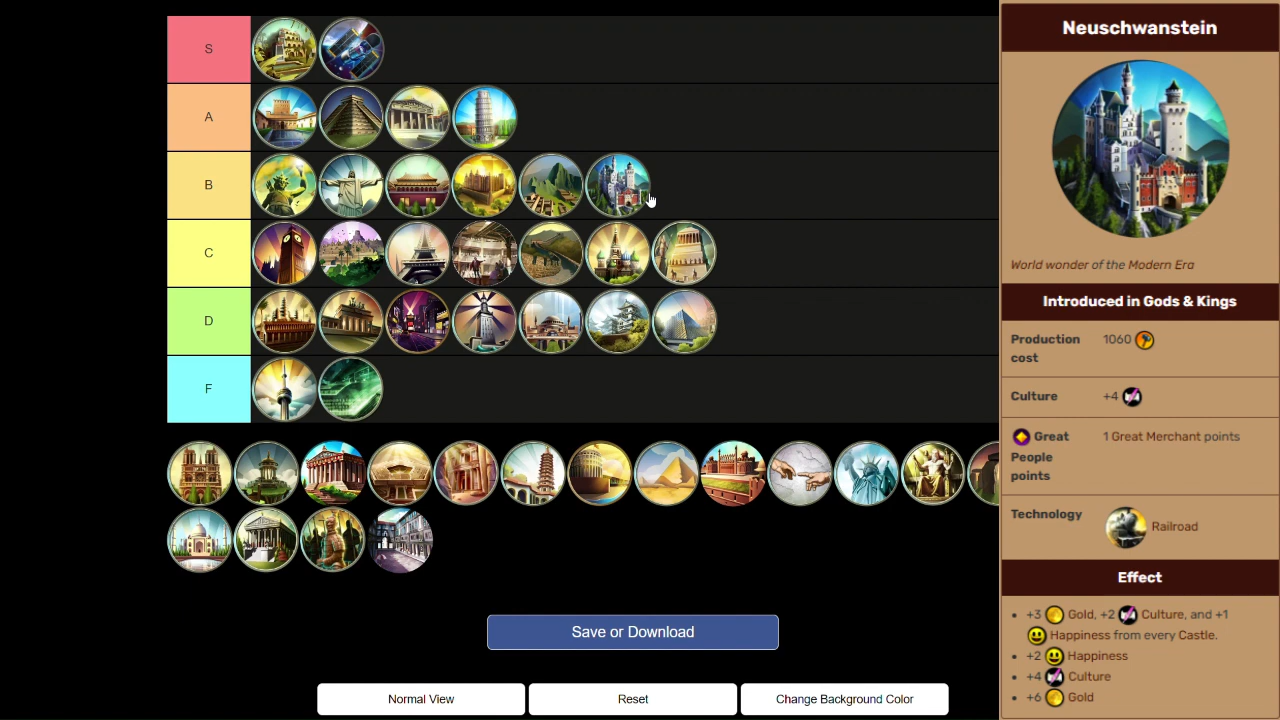 S
A
B
C
D
F
Save or Download
Normal View
Reset
Change Background Color
Neuschwanstein
World wonder of the Modern Era
Introduced in Gods & Kings
Production cost 1060
Culture +4
Great People points 1 Great Merchant points
Technology Railroad
Effect
+3 Gold, +2 Culture, and +1
Happiness from every Castle.
+2 Happiness
+4 Culture
+6 Gold